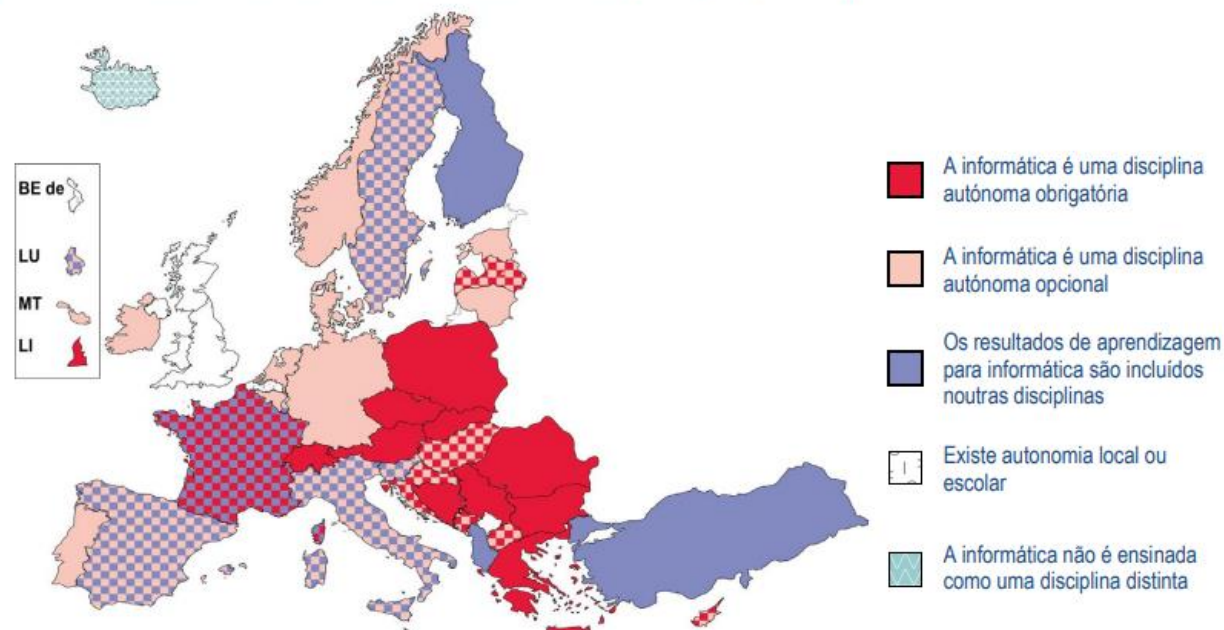 BE de
LU
MT
LI
A informática é uma disciplina
autónoma obrigatória
A informática é uma disciplina
autónoma opcional
Os resultados de aprendizagem
para informática são incluídos
noutras disciplinas
Existe autonomia local ou
escolar
A informática não é ensinada
como uma disciplina distinta